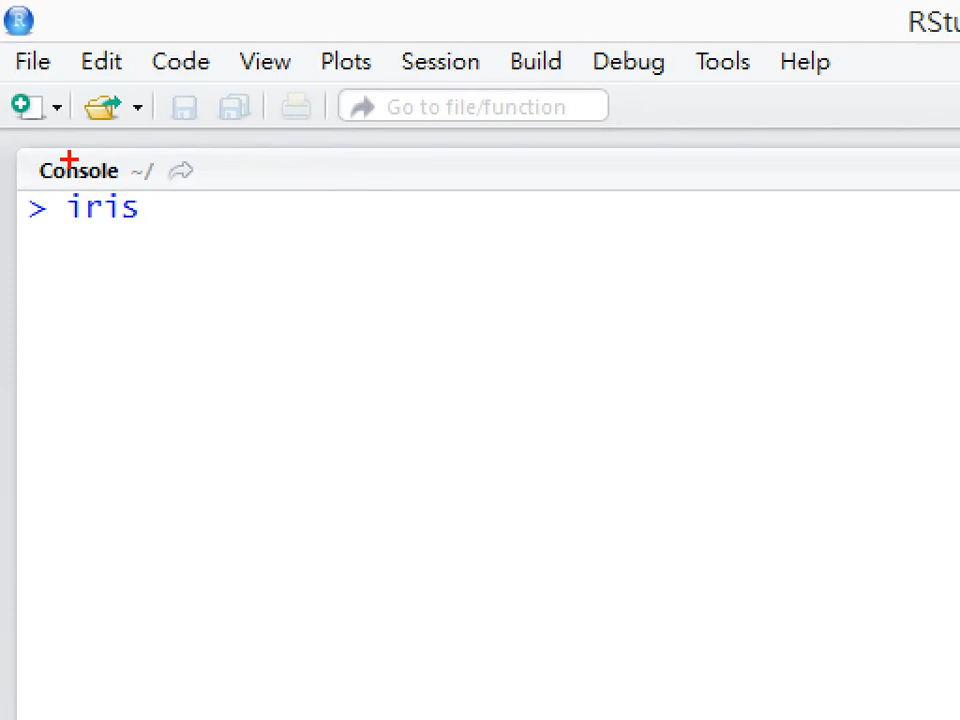 R
RStu
File Edit Code View Plots Session Build Debug Tools Help
Go to file/function
Console ~/
> iris